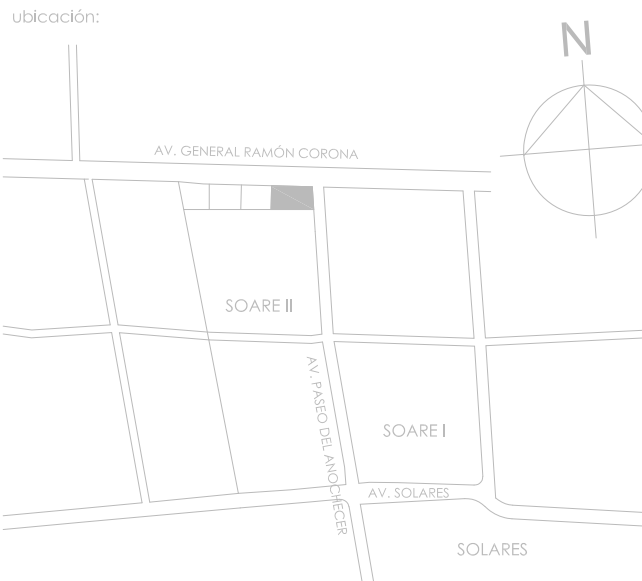 ubicación:
N
AV. GENERAL RAMÓN CORONA
SOARE II
AV. PASEO DEL ANOCHECER
SOARE I
AV. SOLARES
SOLARES